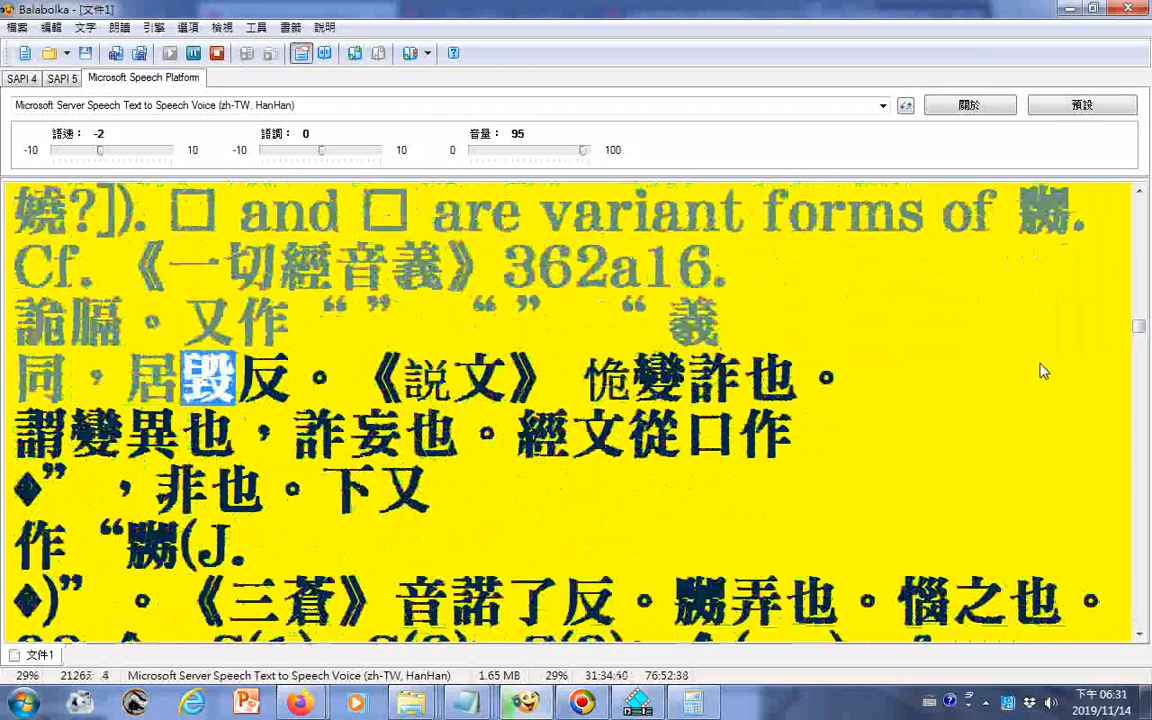 Balabolka - [文件1]
檔案 編輯 文字 朗讀 引擎 選項 檢視 工具 書籤 說明
SAPI 4 SAPI 5 Microsoft Speech Platform
Microsoft Server Speech Text to Speech Voice (zh-TW, HanHan) 關於 預設
語速： -2 語調： 0 音量： 95
-10 10 -10 10 0 100
嬈?]). □ and □ are variant forms of 嬲.
Cf. 《一切經音義》362a16.
詭嗝。又作 “ ” “ ” “ 義
同，居毀反。《説文》 恑變詐也。
謂變異也，詐妄也。經文從口作
�” ，非也。下又
作 “嬲(J.
�)” 。《三蒼》音諾了反。嬲弄也。惱之也。
文件1
29% Microsoft Server Speech Text to Speech Voice (zh-TW, HanHan) 1.65 MB 29% 76:52:38
下午 06:31
2019/11/14